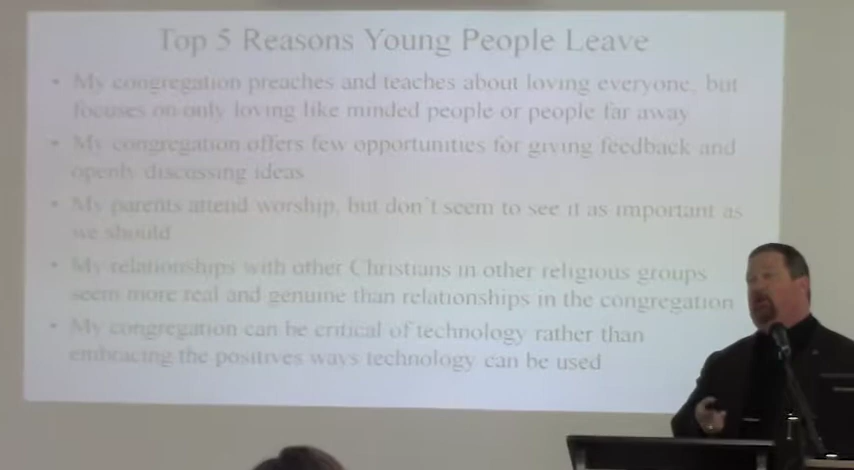 Top 5 Reasons Young People Leave
• My congregation preaches and teaches about loving everyone, but
focuses on only loving like minded people or people far away
• My congregation offers few opportunities for giving feedback and
openly discussing ideas
• My parents attend worship, but don't seem to see it as important as
we should
• My relationships with other Christians in other religious groups
seem more real and genuine than relationships in the congregation
• My congregation can be critical of technology rather than
embracing the positives ways technology can be used